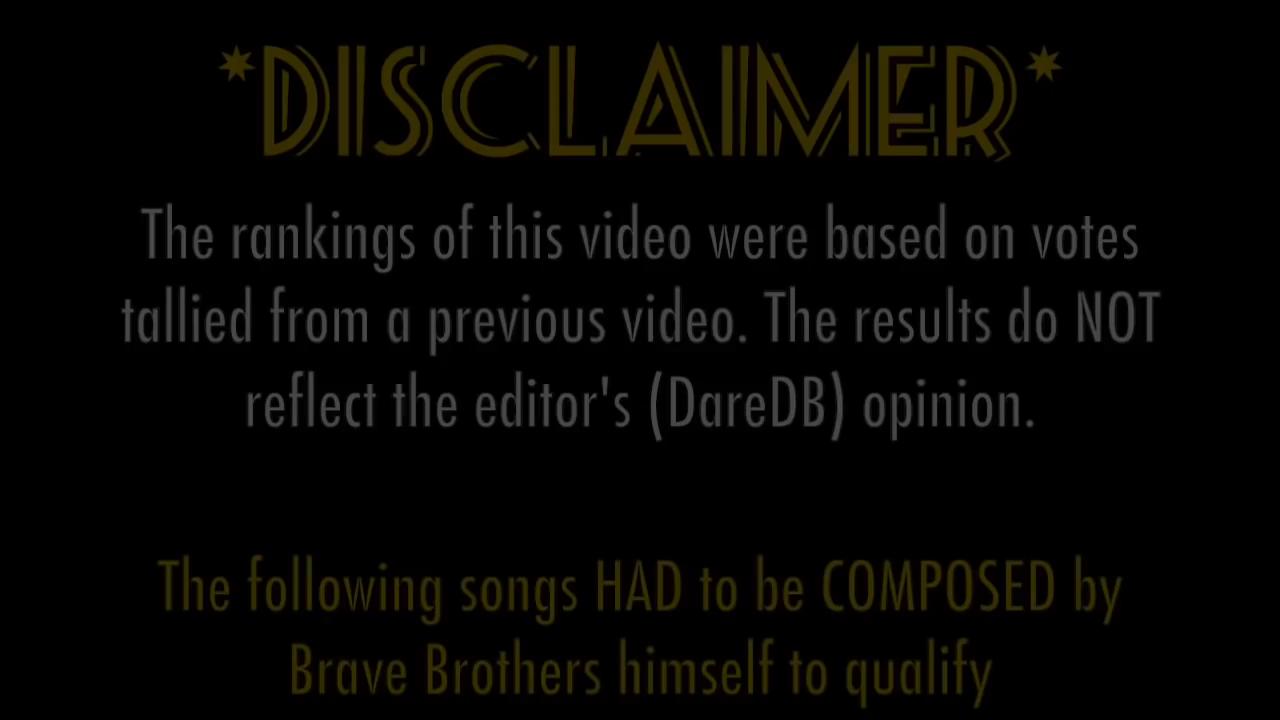 *DISCLAIMER*
The rankings of this video were based on votes
tallied from a previous video. The results do NOT
reflect the editor's (DareDB) opinion.
The following songs HAD to be COMPOSED by
Brave Brothers himself to qualify